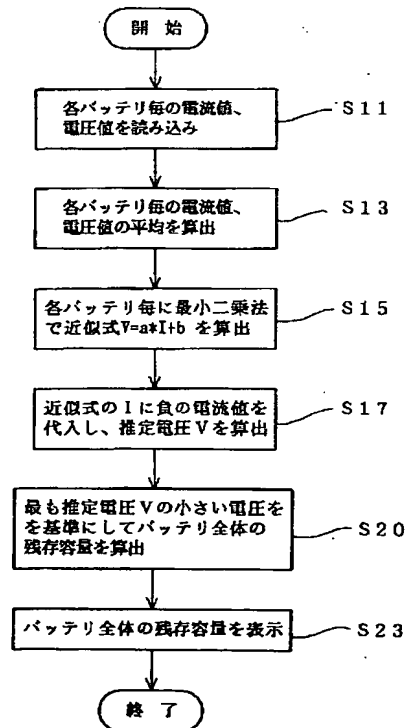 開 始
各バッテリ毎の電流値、
電圧値を読み込み
S11
各バッテリ毎の電流値、
電圧値の平均を算出
S13
各バッテリ毎に最小二乗法
で近似式V=a*I+b を算出
S15
近似式のIに負の電流値を
代入し、推定電圧Vを算出
S17
最も推定電圧Vの小さい電圧を
を基準にしてバッテリ全体の
残存容量を算出
S20
バッテリ全体の残存容量を表示
S23
終 了